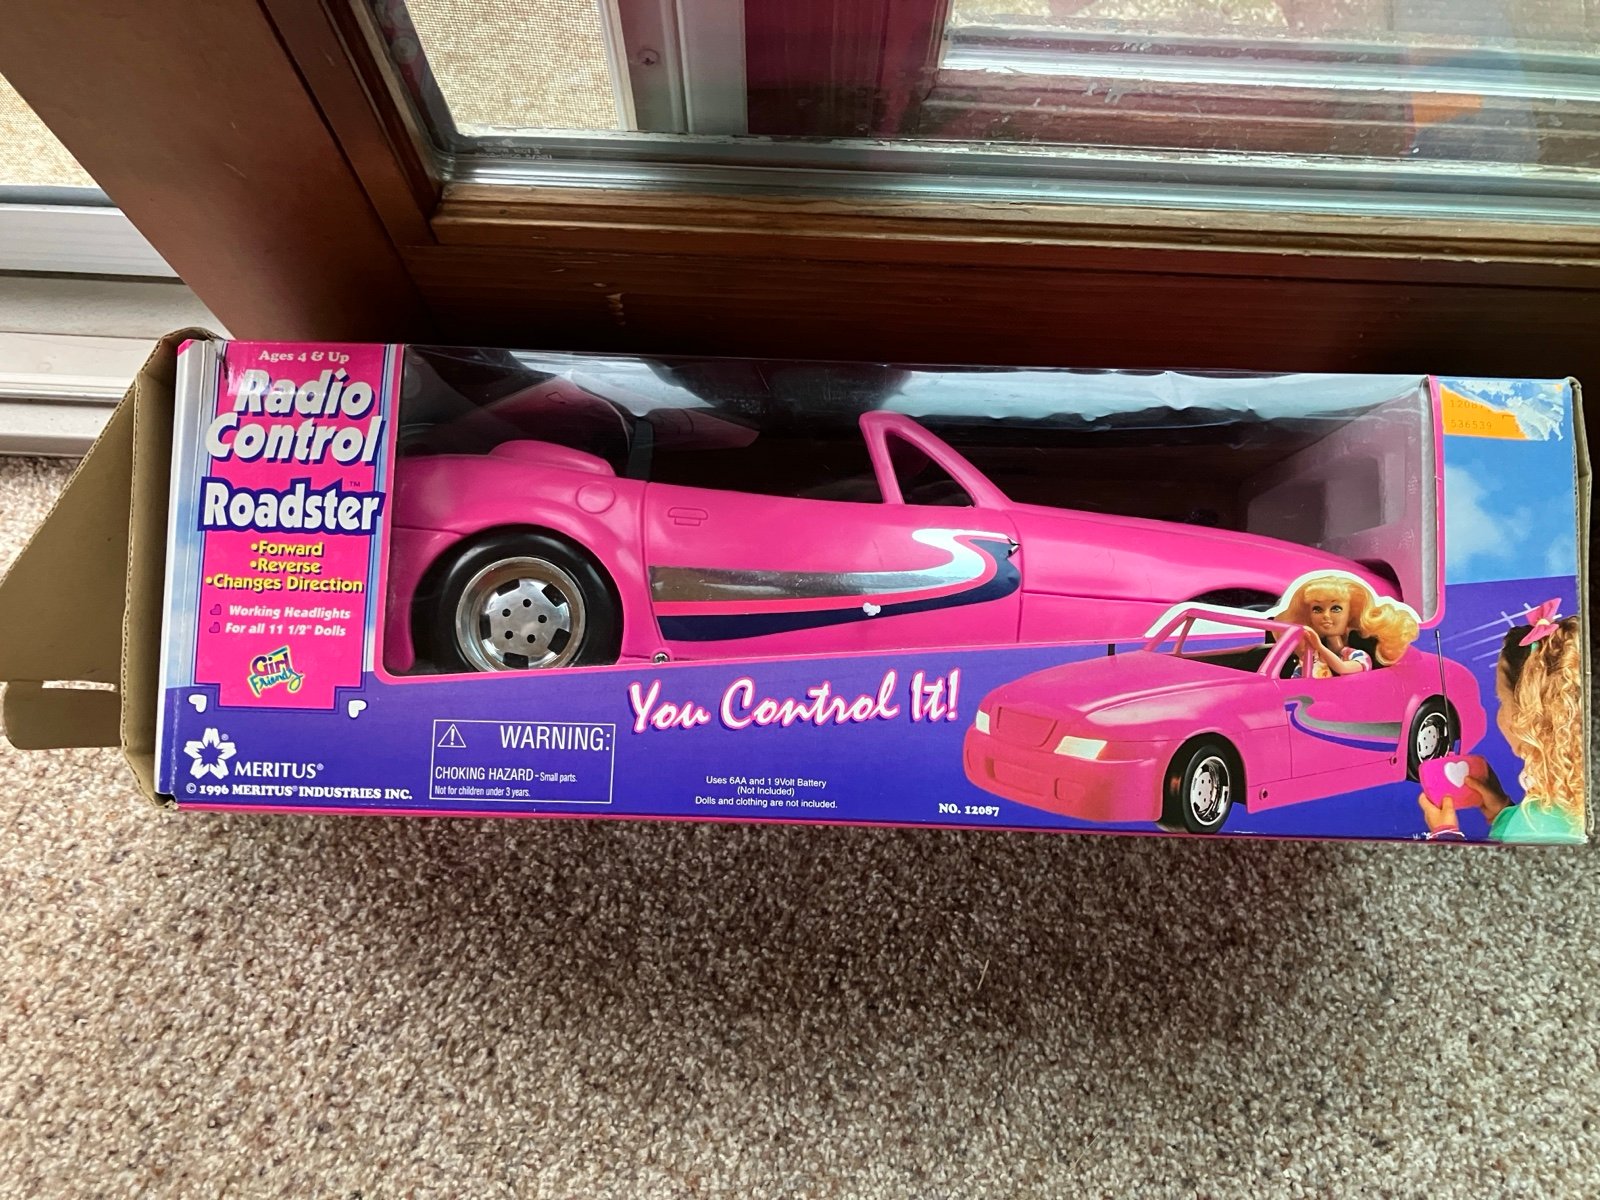 Ages 4 & Up
Radio
Control
Roadster™
•Forward
•Reverse
•Changes Direction
Working Headlights
For all 11 1/2" Dolls
Girl
Friends
MERITUS®
© 1996 MERITUS® INDUSTRIES INC.
WARNING:
CHOKING HAZARD-Small parts.
Not for children under 3 years.
You Control It!
Uses 6AA and 1 9Volt Battery
(Not Included)
Dolls and clothing are not included.
NO. 12087
536539